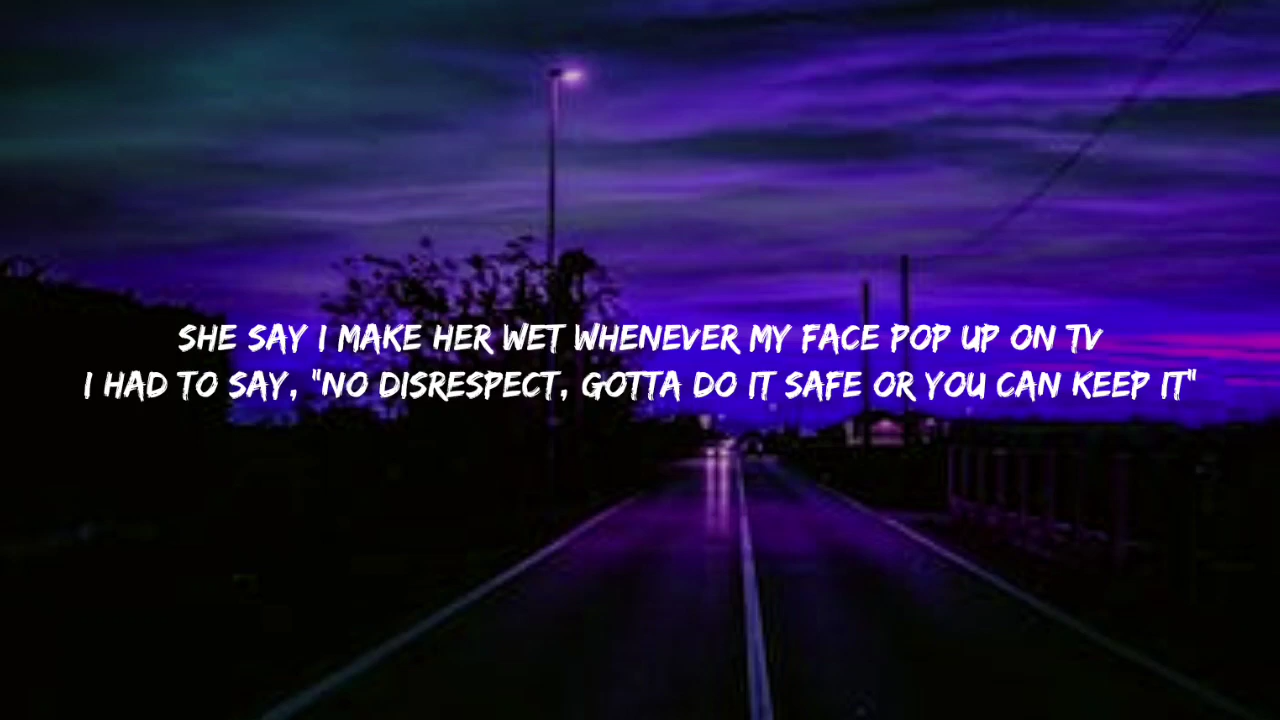 SHE SAY I MAKE HER WET WHENEVER MY FACE POP UP ON TV
I HAD TO SAY, "NO DISRESPECT, GOTTA DO IT SAFE OR YOU CAN KEEP IT"